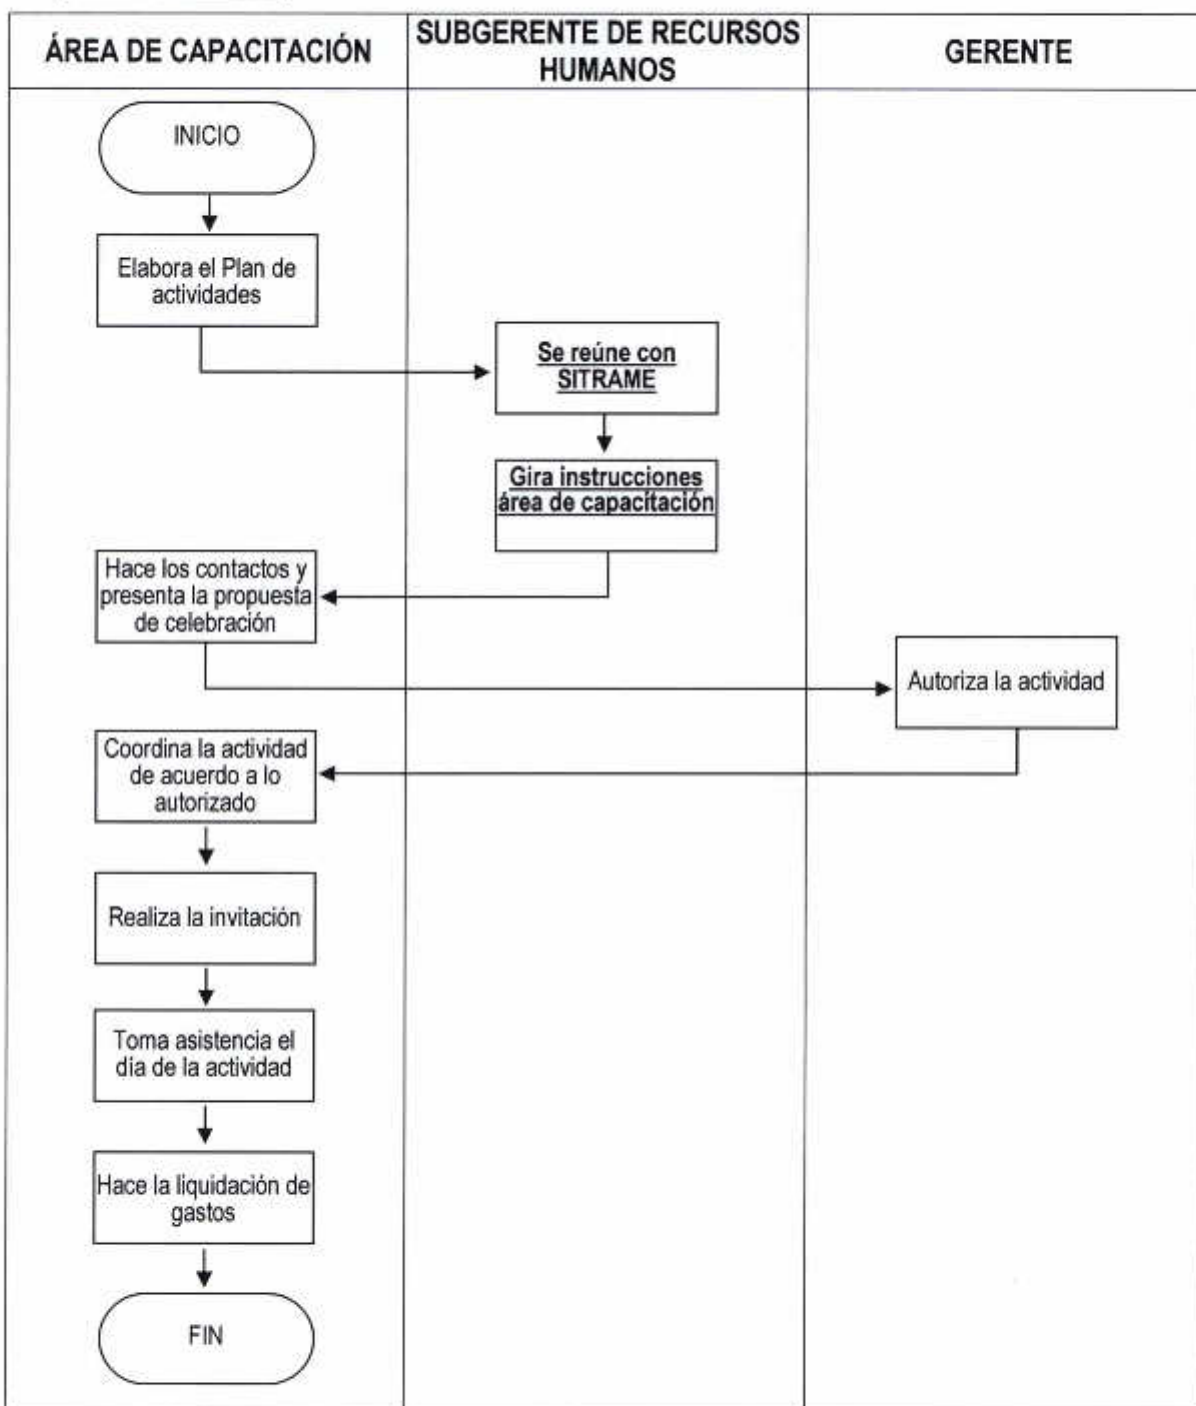 ÁREA DE CAPACITACIÓN
SUBGERENTE DE RECURSOS
HUMANOS
GERENTE
INICIO
Elabora el Plan de
actividades
Se reúne con
SITRAME
Gira instrucciones
área de capacitación
Hace los contactos y
presenta la propuesta
de celebración
Autoriza la actividad
Coordina la actividad
de acuerdo a lo
autorizado
Realiza la invitación
Toma asistencia el
día de la actividad
Hace la liquidación de
gastos
FIN